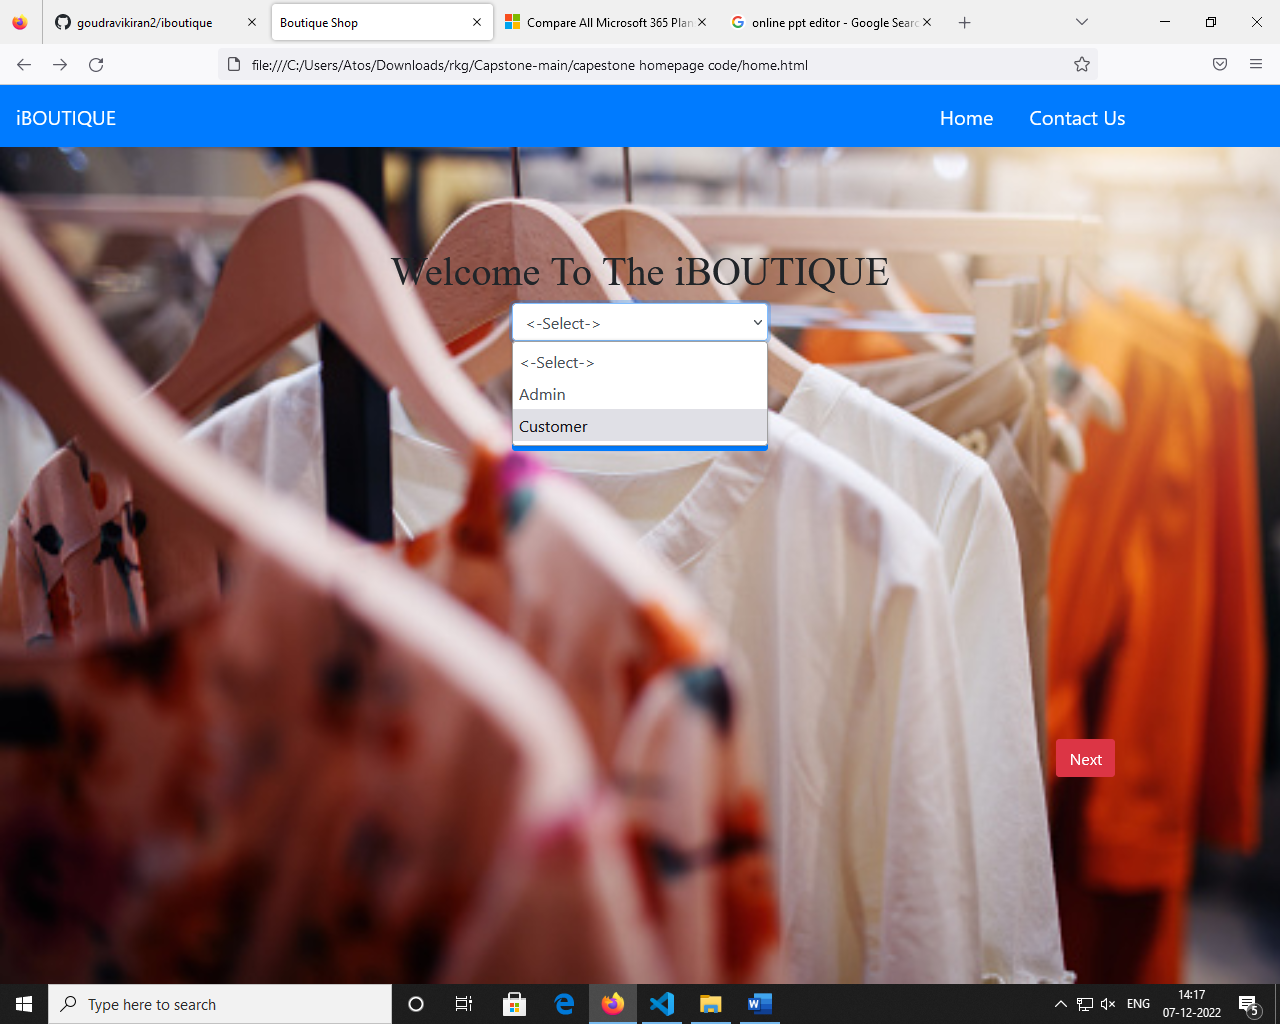 goudravikiran2/iboutique
Boutique Shop
Compare All Microsoft 365 Plan
online ppt editor - Google Searc
file:///C:/Users/Atos/Downloads/rkg/Capstone-main/capestone homepage code/home.html
iBOUTIQUE
Home
Contact Us
Welcome To The iBOUTIQUE
<-Select->
<-Select->
Admin
Customer
Next
Type here to search
ENG
14:17
07-12-2022
5